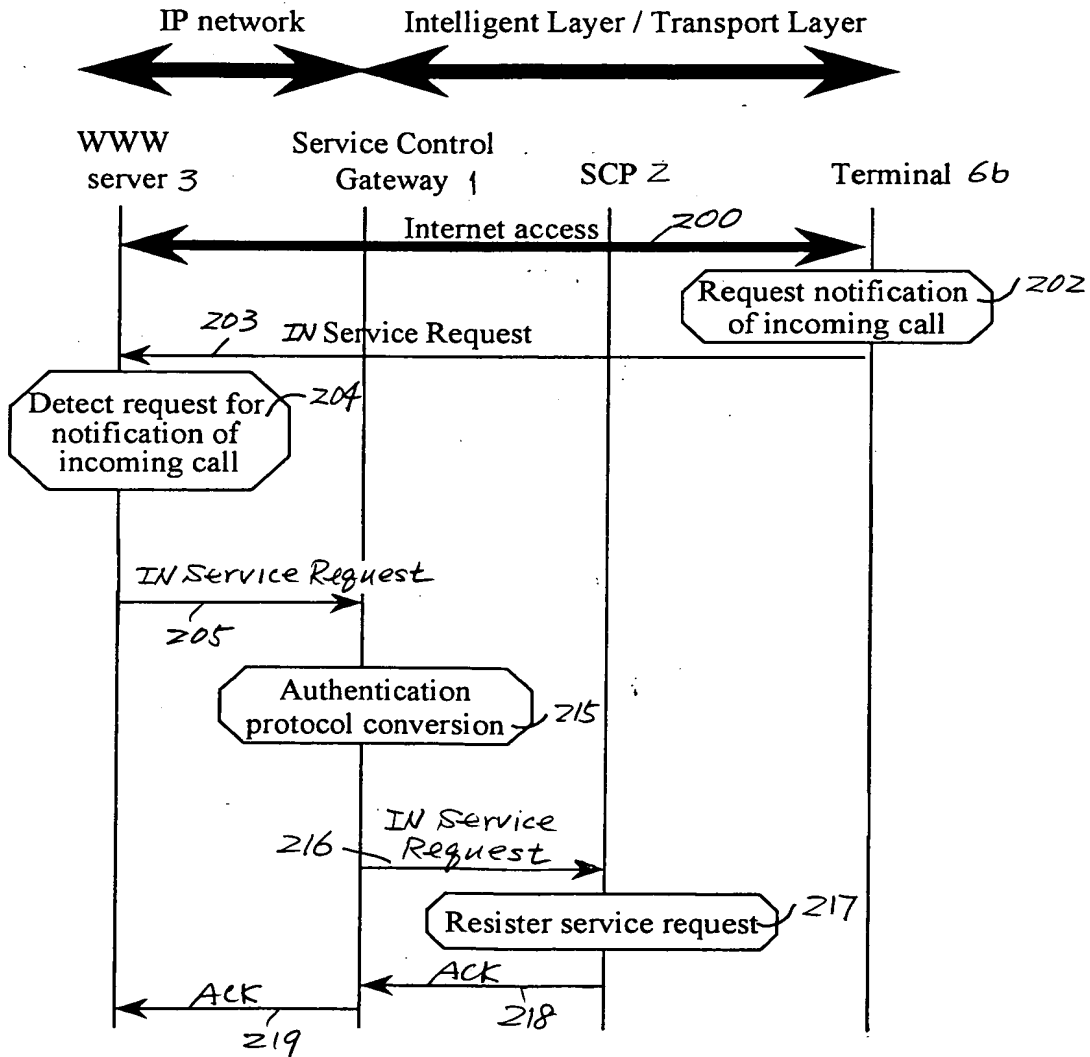 IP network
Intelligent Layer / Transport Layer
WWW
server 3
Service Control
Gateway 1
SCP 2
Terminal 6b
Internet access
200
Request notification
of incoming call
202
203
IN Service Request
Detect request for
notification of
incoming call
204
IN Service Request
205
Authentication
protocol conversion
215
IN Service
Request
216
Resister service request
217
ACK
218
ACK
219